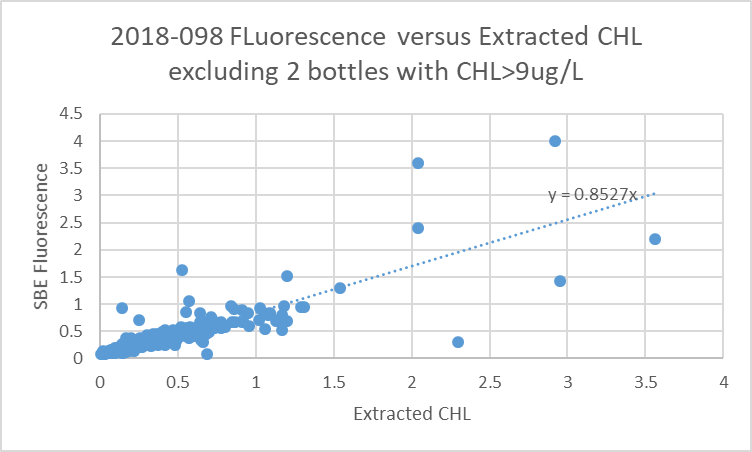 2018-098 FLuorescence versus Extracted CHL
excluding 2 bottles with CHL>9ug/L
4.5
4
3.5
3
2.5
2
1.5
1
0.5
0
SBE Fluorescence
y = 0.8527x
0 0.5 1 1.5 2 2.5 3 3.5 4
Extracted CHL